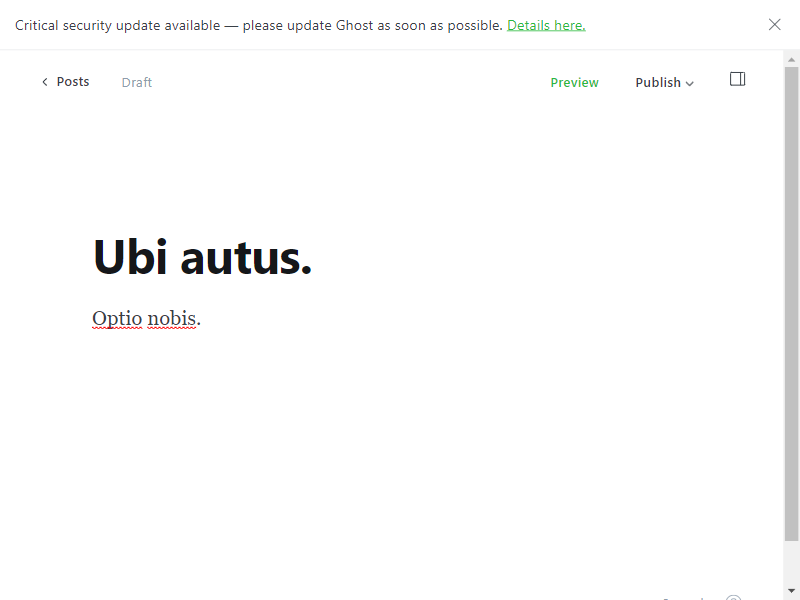 Critical security update available — please update Ghost as soon as possible. Details here.
Posts
Draft
Preview
Publish
Ubi autus.
Optio nobis.